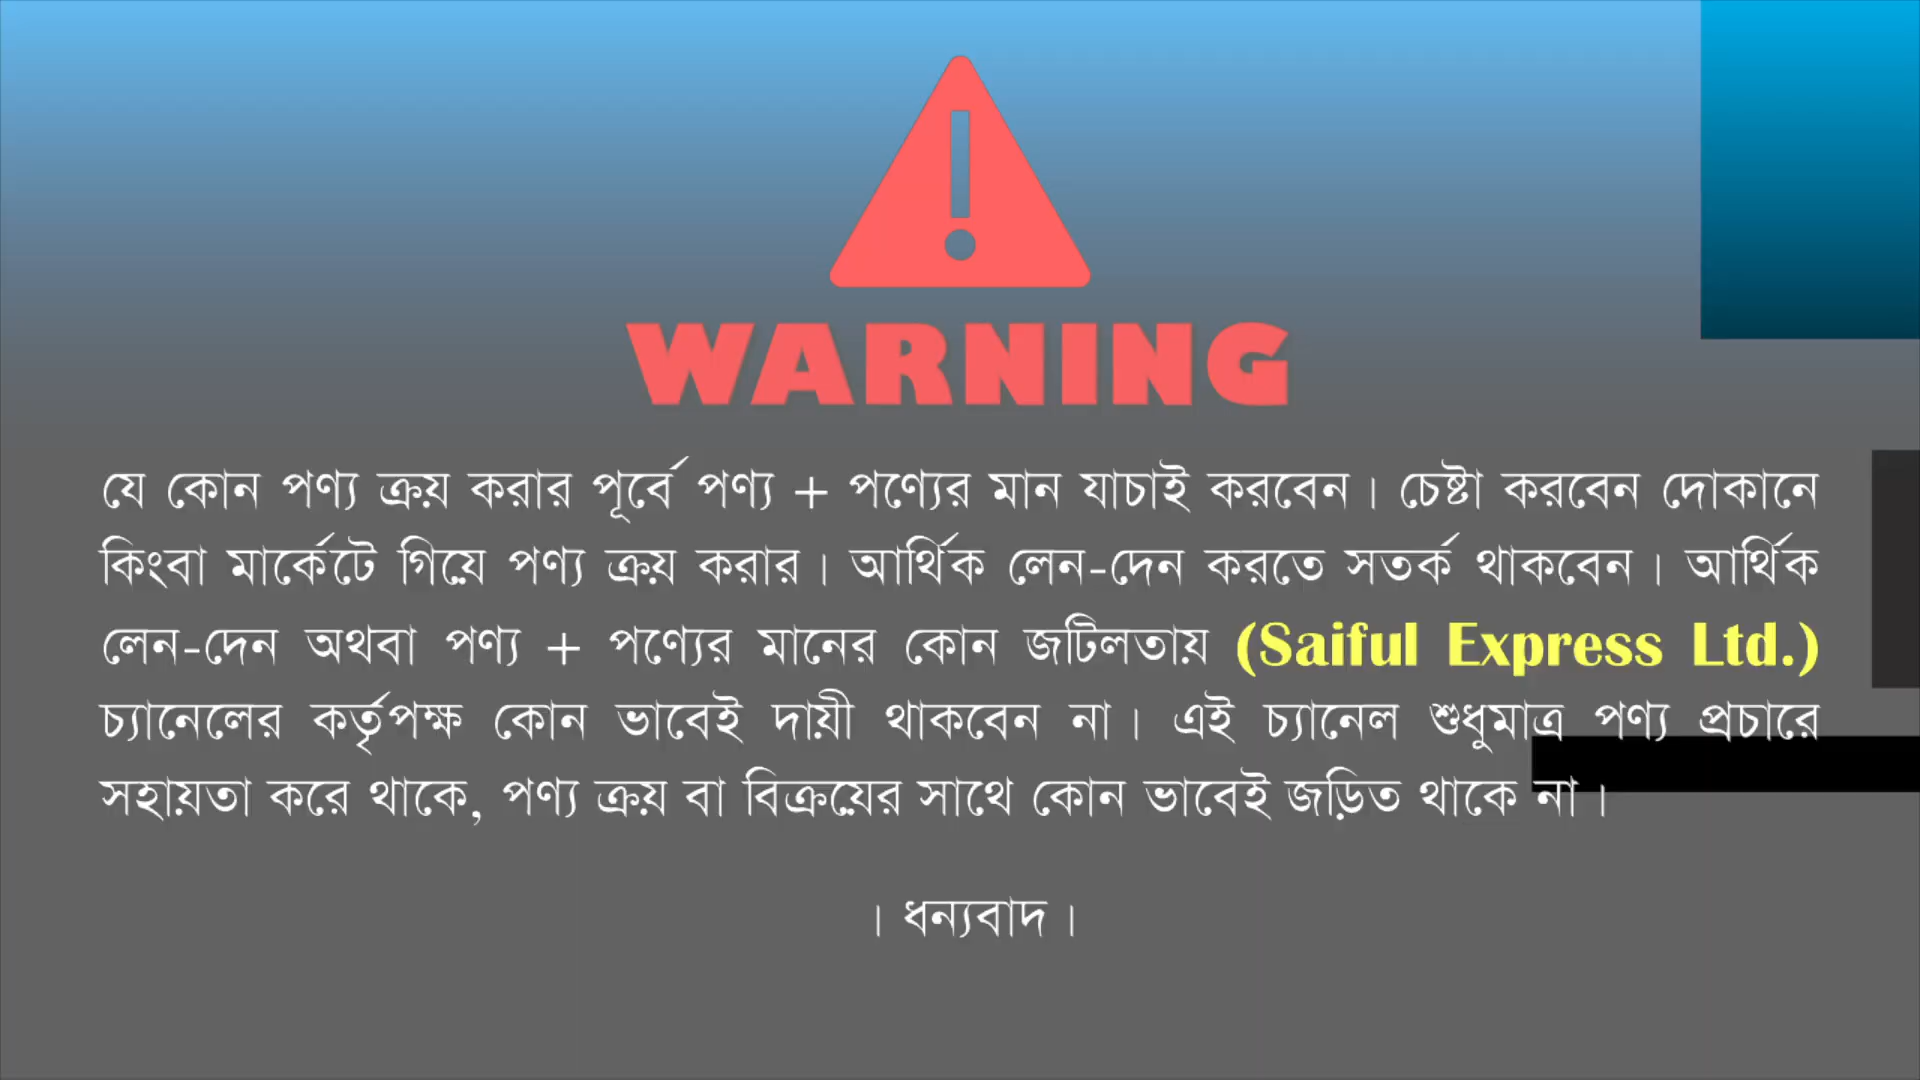 WARNING
যে কোন পণ্য ক্রয় করার পূর্বে পণ্য + পণ্যের মান যাচাই করবেন। চেষ্টা করবেন দোকানে
কিংবা মার্কেটে গিয়ে পণ্য ক্রয় করার। আর্থিক লেন-দেন করতে সতর্ক থাকবেন। আর্থিক
লেন-দেন অথবা পণ্য + পণ্যের মানের কোন জটিলতায় (Saiful Express Ltd.)
চ্যানেলের কর্তৃপক্ষ কোন ভাবেই দায়ী থাকবেন না। এই চ্যানেল শুধুমাত্র পণ্য প্রচারে
সহায়তা করে থাকে, পণ্য ক্রয় বা বিক্রয়ের সাথে কোন ভাবেই জড়িত থাকে না।
। ধন্যবাদ ।